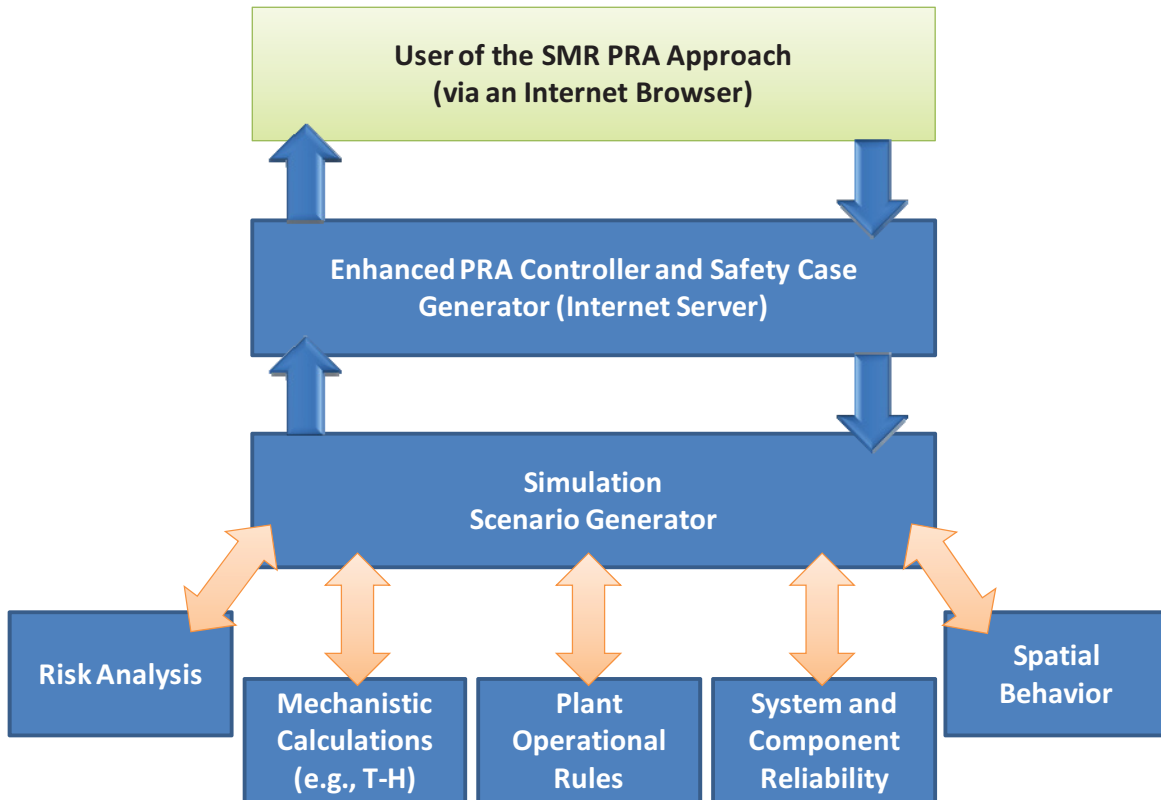 User of the SMR PRA Approach
(via an Internet Browser)
Enhanced PRA Controller and Safety Case
Generator (Internet Server)
Simulation
Scenario Generator
Risk Analysis
Mechanistic
Calculations
(e.g., T-H)
Plant
Operational
Rules
System and
Component
Reliability
Spatial
Behavior